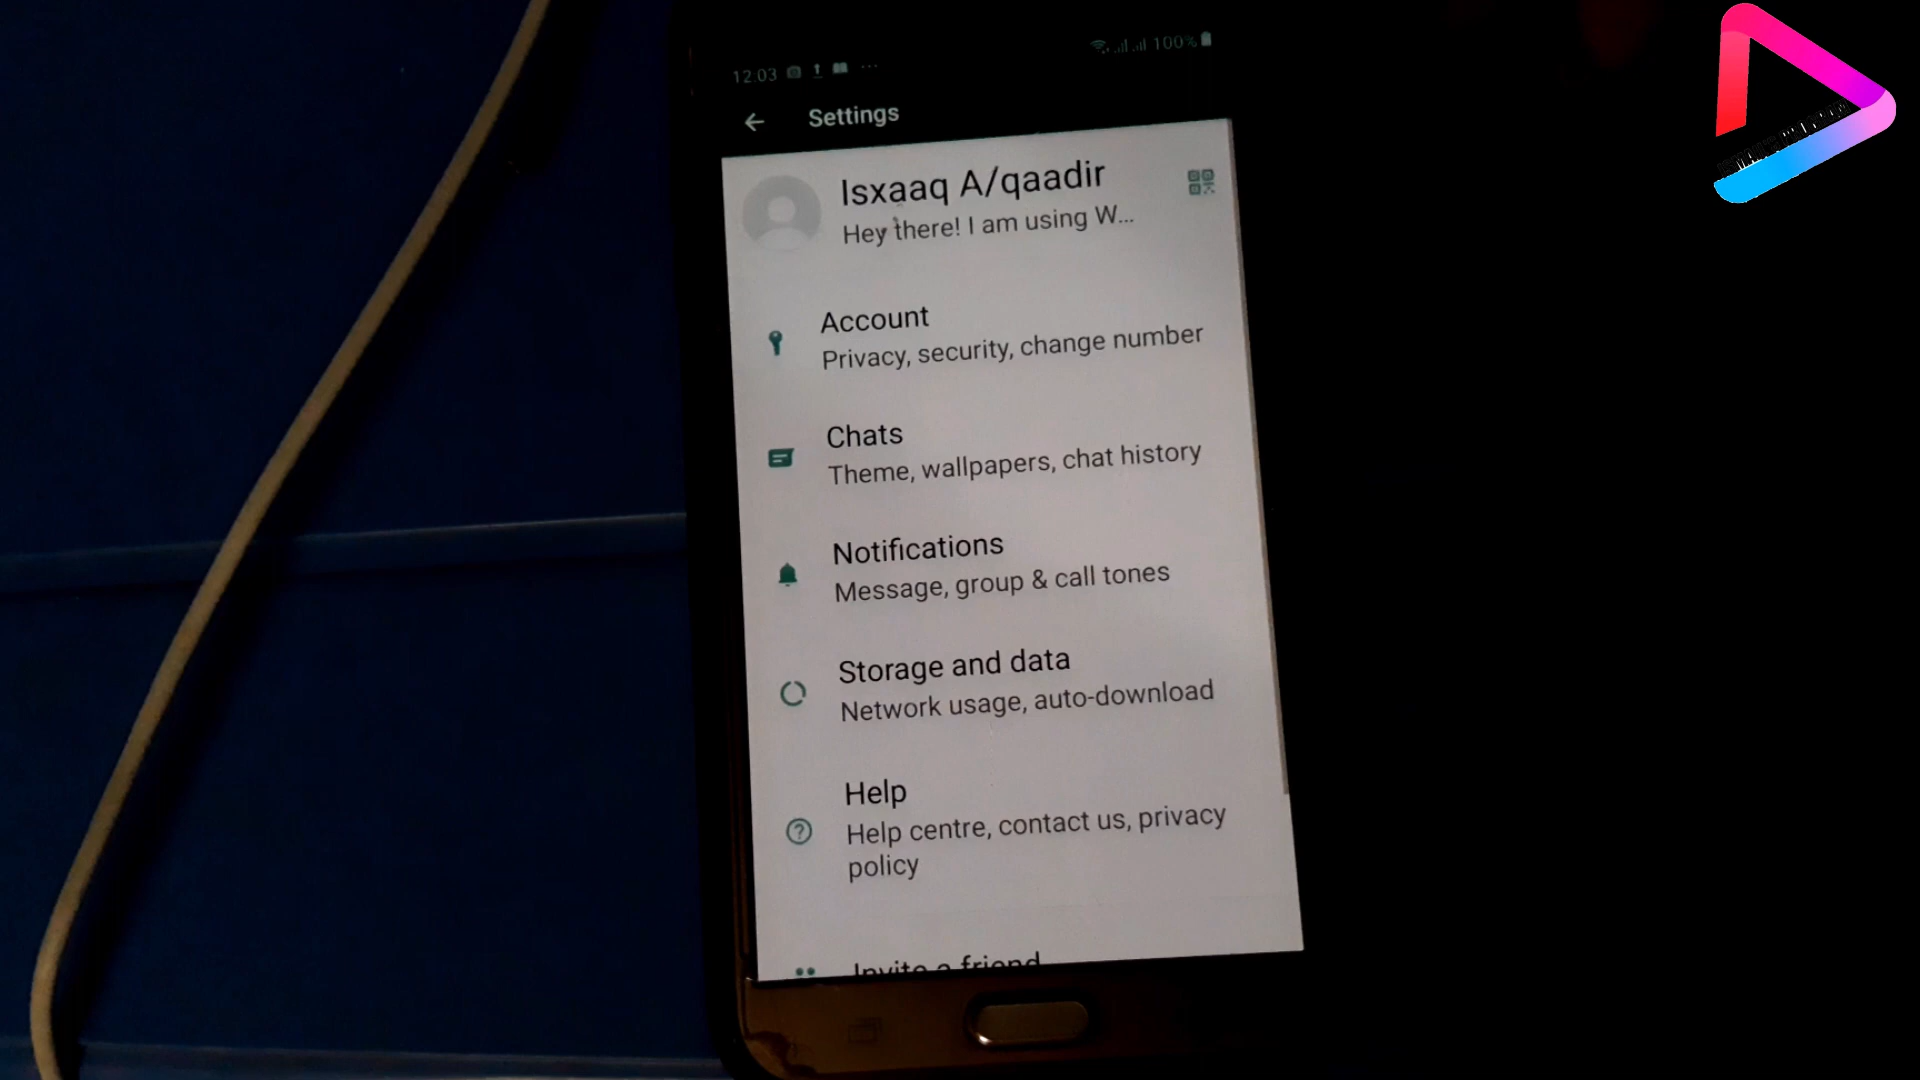 12.03
100%
Settings
Isxaaq A/qaadir
Hey there! I am using W...
Account
Privacy, security, change number
Chats
Theme, wallpapers, chat history
Notifications
Message, group & call tones
Storage and data
Network usage, auto-download
Help
Help centre, contact us, privacy
policy
Invite a friend